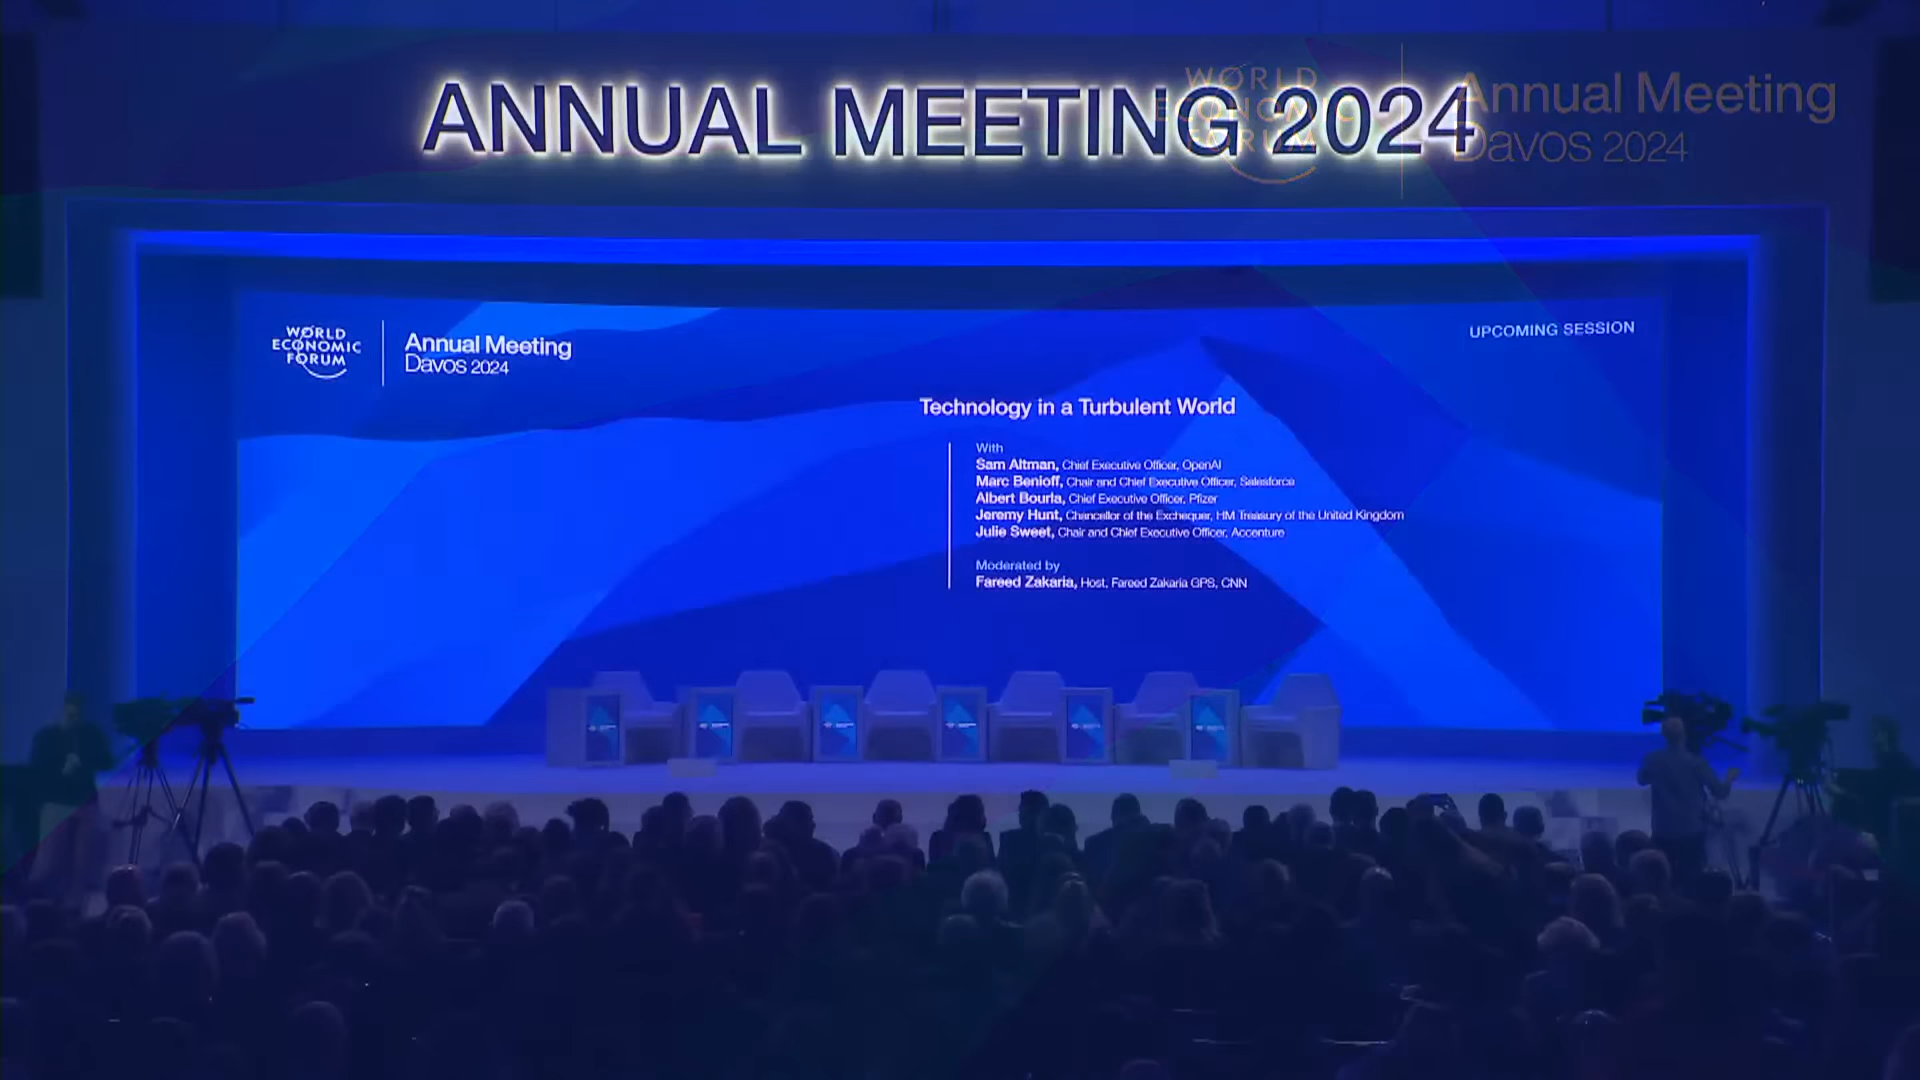 ANNUAL MEETING 2024
WORLD
ECONOMIC
FORUM
Annual Meeting
Davos 2024
WORLD
ECONOMIC
FORUM
Annual Meeting
Davos 2024
UPCOMING SESSION
Technology in a Turbulent World
With
Sam Altman, Chief Executive Officer, OpenAI
Marc Benioff, Chair and Chief Executive Officer, Salesforce
Albert Bourla, Chief Executive Officer, Pfizer
Jeremy Hunt, Chancellor of the Exchequer, HM Treasury of the United Kingdom
Julie Sweet, Chair and Chief Executive Officer, Accenture
Moderated by
Fareed Zakaria, Host, Fareed Zakaria GPS, CNN